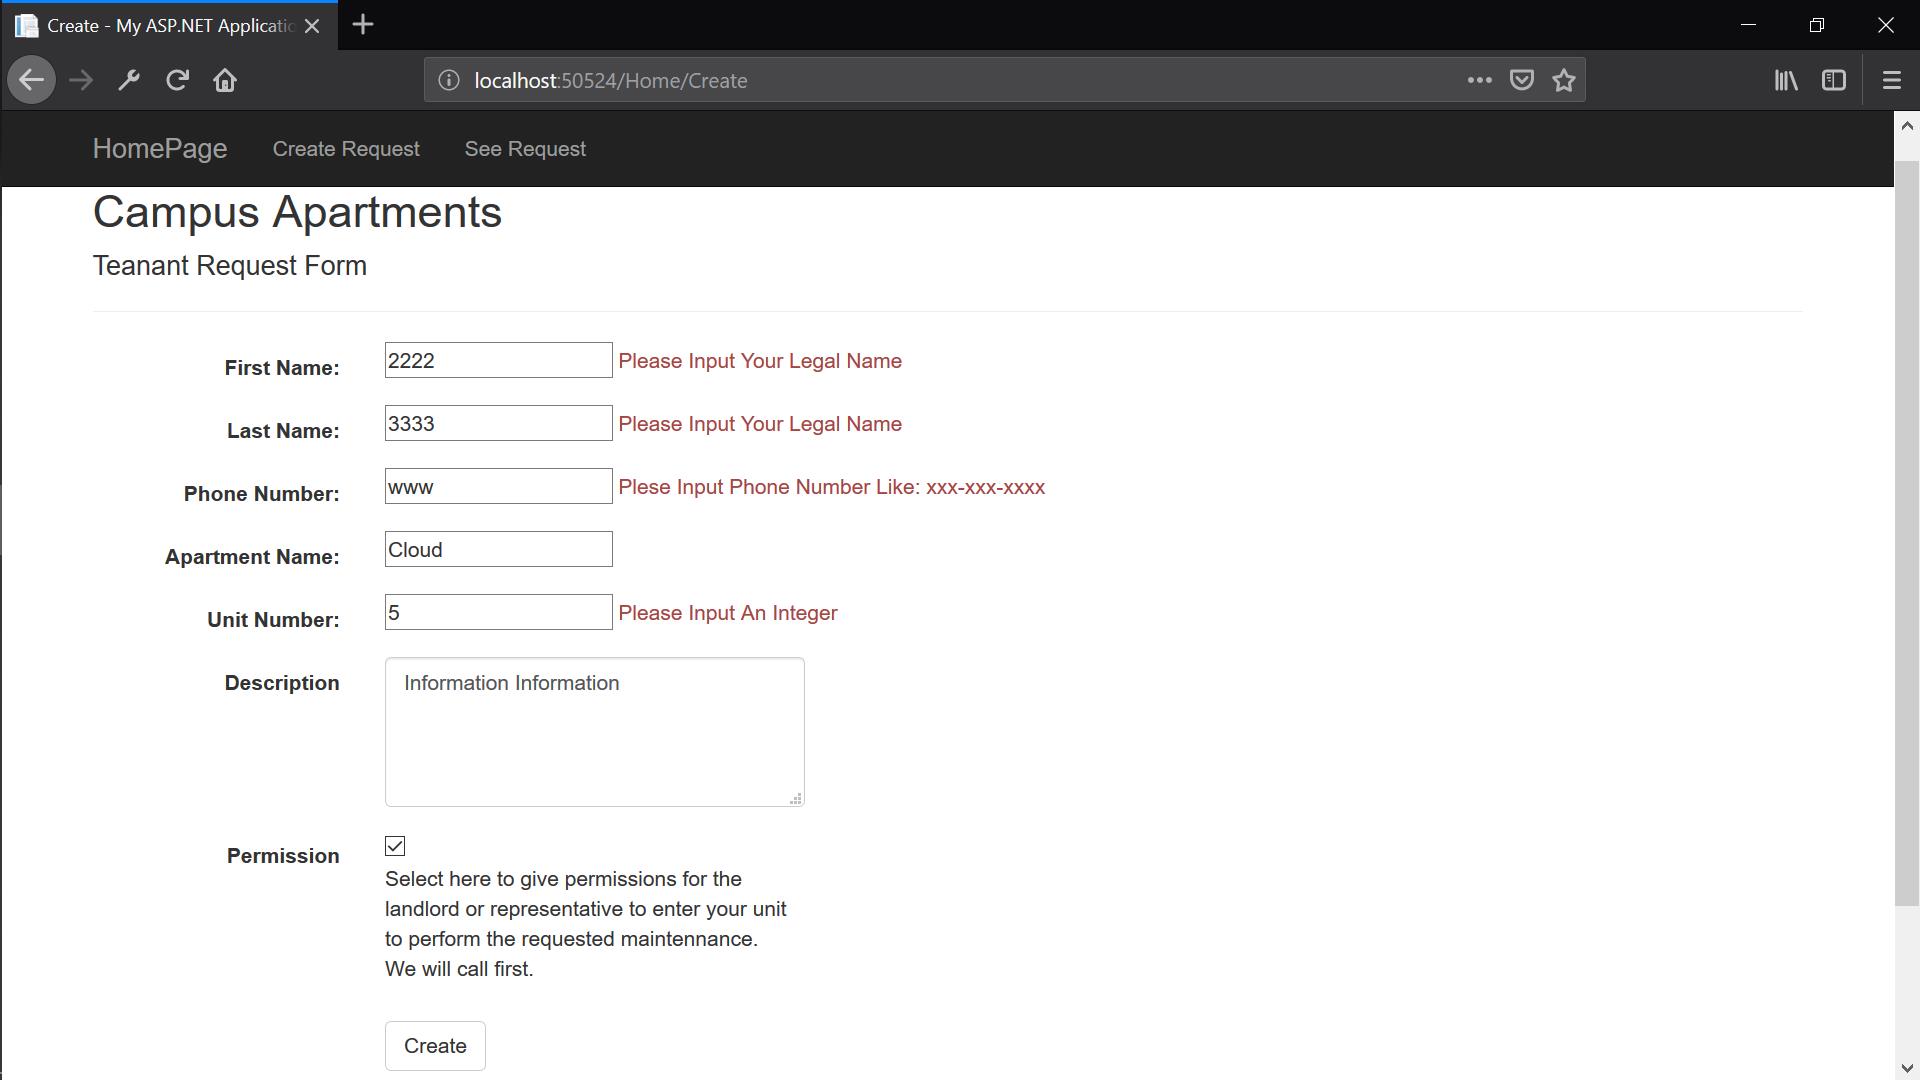 Create - My ASP.NET Applicatio
localhost:50524/Home/Create
HomePage Create Request See Request
Campus Apartments
Teanant Request Form
First Name: 2222 Please Input Your Legal Name
Last Name: 3333 Please Input Your Legal Name
Phone Number: www Plese Input Phone Number Like: xxx-xxx-xxxx
Apartment Name: Cloud
Unit Number: 5 Please Input An Integer
Description Information Information
Permission
Select here to give permissions for the
landlord or representative to enter your unit
to perform the requested maintennance.
We will call first.
Create